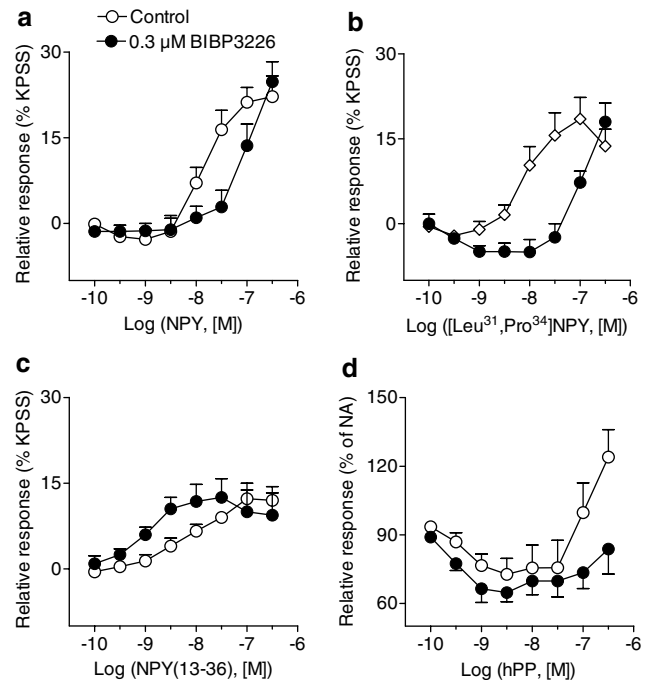 a
Control
0.3 µM BIBP3226
Relative response (% KPSS)
30
15
0
-10 -9 -8 -7 -6
Log (NPY, [M])
b
Relative response (% KPSS)
30
15
0
-10 -9 -8 -7 -6
Log ([Leu³¹,Pro³⁴]NPY, [M])
c
Relative response (% KPSS)
30
15
0
-10 -9 -8 -7 -6
Log (NPY(13-36), [M])
d
Relative response (% of NA)
150
120
90
60
-10 -9 -8 -7 -6
Log (hPP, [M])